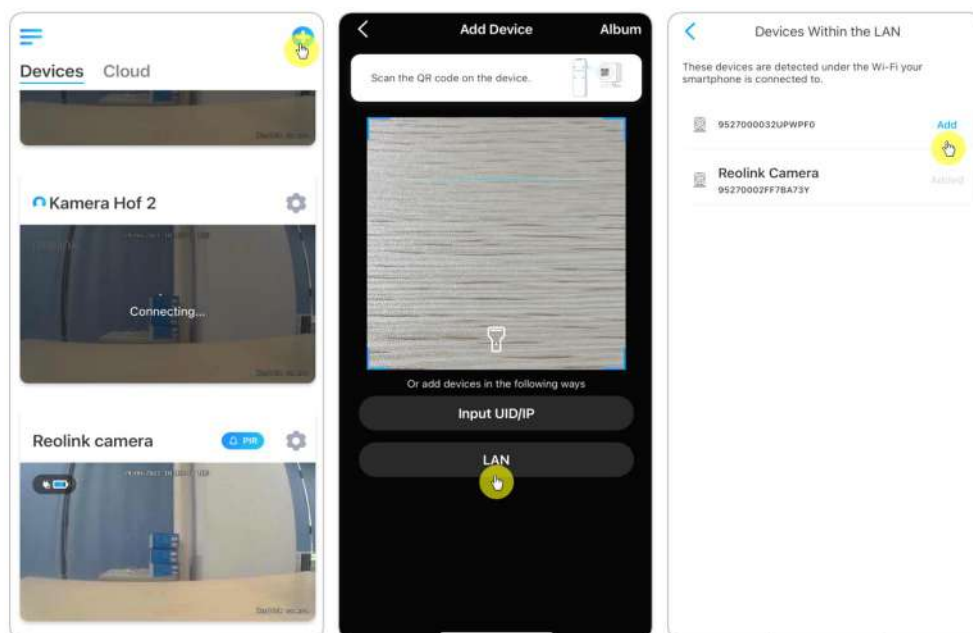 Devices Cloud
Kamera Hof 2
Connecting...
Reolink camera
PIR
Add Device
Album
Scan the QR code on the device.
Or add devices in the following ways
Input UID/IP
LAN
Devices Within the LAN
These devices are detected under the Wi-Fi your
smartphone is connected to.
9527000032UPWPF0
Add
Reolink Camera
95270002FF7BA73Y
Added